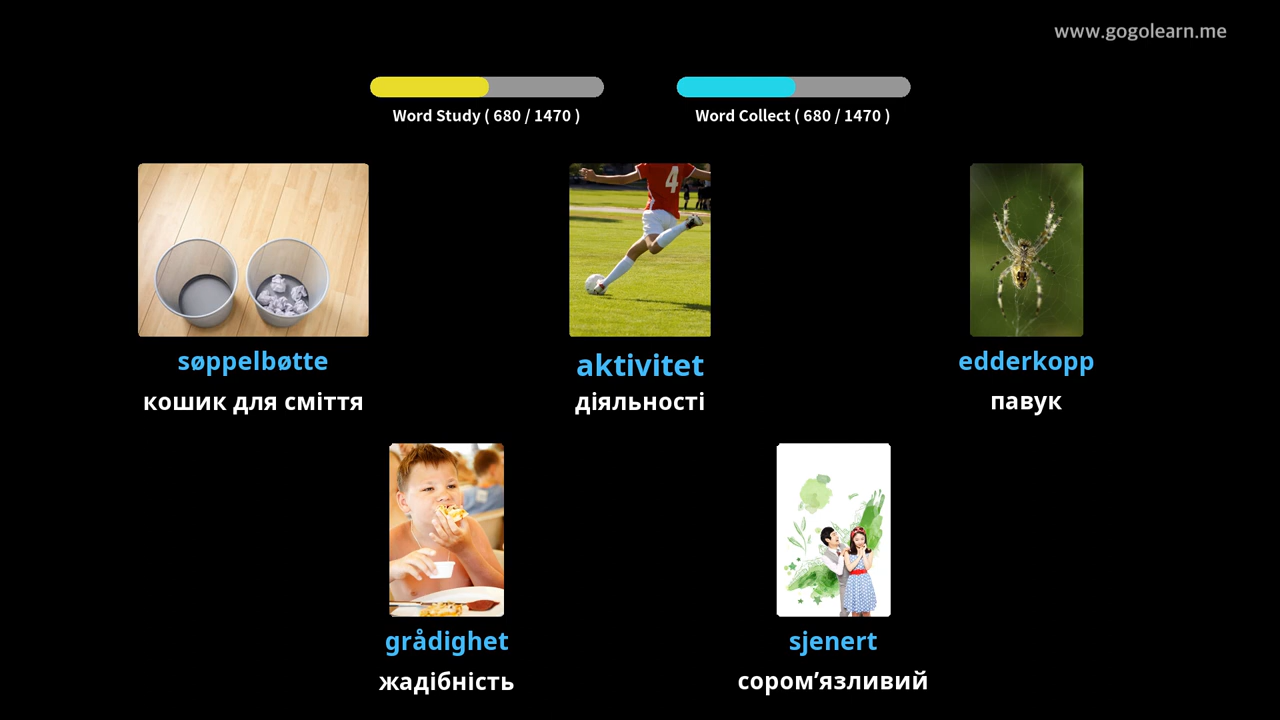 www.gogolearn.me
Word Study ( 680 / 1470 )
Word Collect ( 680 / 1470 )
4
søppelbøtte
aktivitet
edderkopp
кошик для сміття
діяльності
павук
grådighet
sjenert
жадібність
сором’язливий